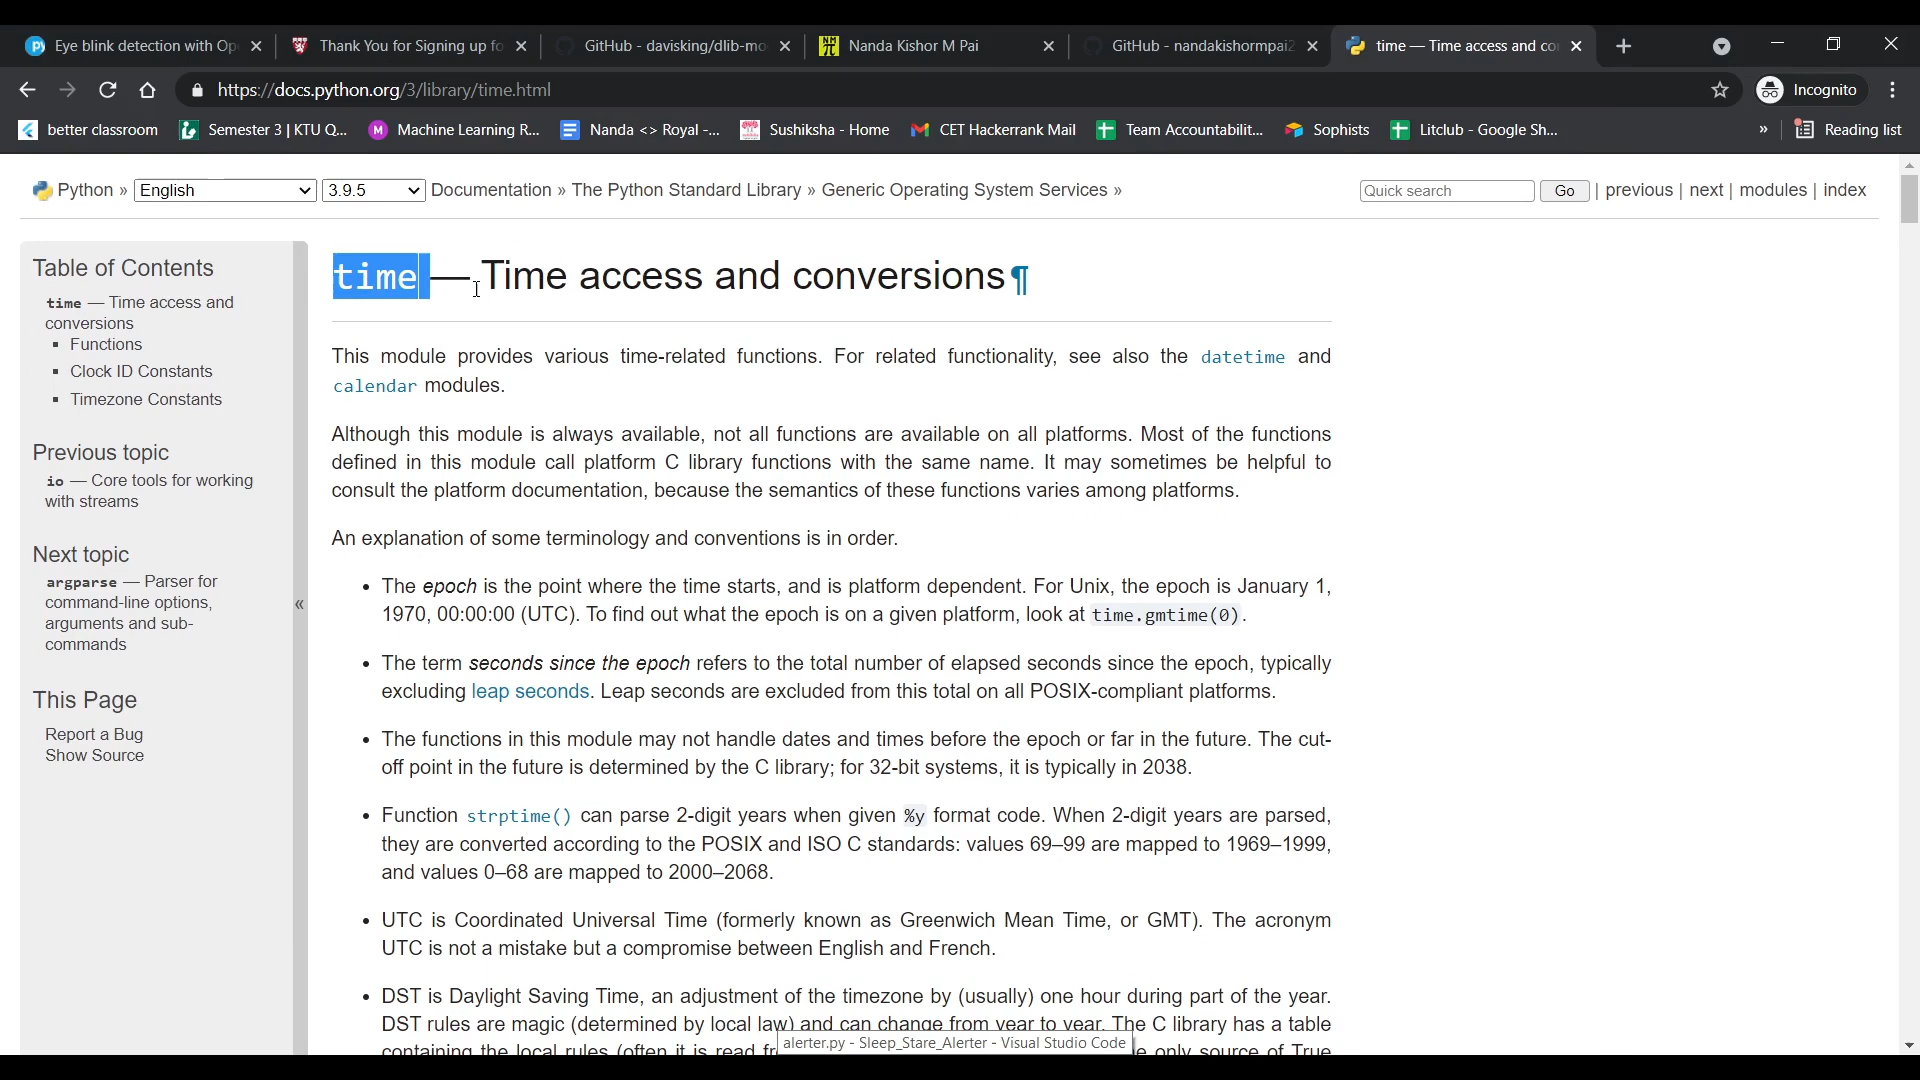 Eye blink detection with Op
Thank You for Signing up fo
GitHub - davisking/dlib-mo
Nanda Kishor M Pai
GitHub - nandakishormpai2
time — Time access and co
https://docs.python.org/3/library/time.html
Incognito
better classroom
Semester 3 | KTU Q...
Machine Learning R...
Nanda <> Royal -...
Sushiksha - Home
CET Hackerrank Mail
Team Accountabilit...
Sophists
Litclub - Google Sh...
»
Reading list
Python » English 3.9.5 Documentation » The Python Standard Library » Generic Operating System Services »
Quick search Go | previous | next | modules | index
Table of Contents
time — Time access and
conversions
Functions
Clock ID Constants
Timezone Constants
Previous topic
io — Core tools for working
with streams
Next topic
argparse — Parser for
command-line options,
arguments and sub-
commands
This Page
Report a Bug
Show Source
«
time — Time access and conversions¶
This module provides various time-related functions. For related functionality, see also the datetime and
calendar modules.
Although this module is always available, not all functions are available on all platforms. Most of the functions
defined in this module call platform C library functions with the same name. It may sometimes be helpful to
consult the platform documentation, because the semantics of these functions varies among platforms.
An explanation of some terminology and conventions is in order.
• The epoch is the point where the time starts, and is platform dependent. For Unix, the epoch is January 1,
1970, 00:00:00 (UTC). To find out what the epoch is on a given platform, look at time.gmtime(0).
• The term seconds since the epoch refers to the total number of elapsed seconds since the epoch, typically
excluding leap seconds. Leap seconds are excluded from this total on all POSIX-compliant platforms.
• The functions in this module may not handle dates and times before the epoch or far in the future. The cut-
off point in the future is determined by the C library; for 32-bit systems, it is typically in 2038.
• Function strptime() can parse 2-digit years when given %y format code. When 2-digit years are parsed,
they are converted according to the POSIX and ISO C standards: values 69–99 are mapped to 1969–1999,
and values 0–68 are mapped to 2000–2068.
• UTC is Coordinated Universal Time (formerly known as Greenwich Mean Time, or GMT). The acronym
UTC is not a mistake but a compromise between English and French.
• DST is Daylight Saving Time, an adjustment of the timezone by (usually) one hour during part of the year.
DST rules are magic (determined by local law) and can change from year to year. The C library has a table
containing the local rules (often it is read fr
e only source of True
alerter.py - Sleep_Stare_Alerter - Visual Studio Code